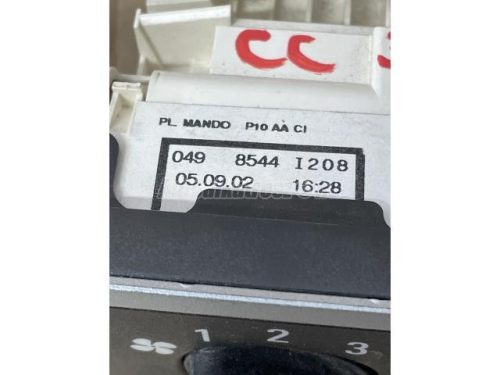 CC
PL. MANDO P10 AA CI
049 8544 I208
05.09.02 16:28
1 2 3